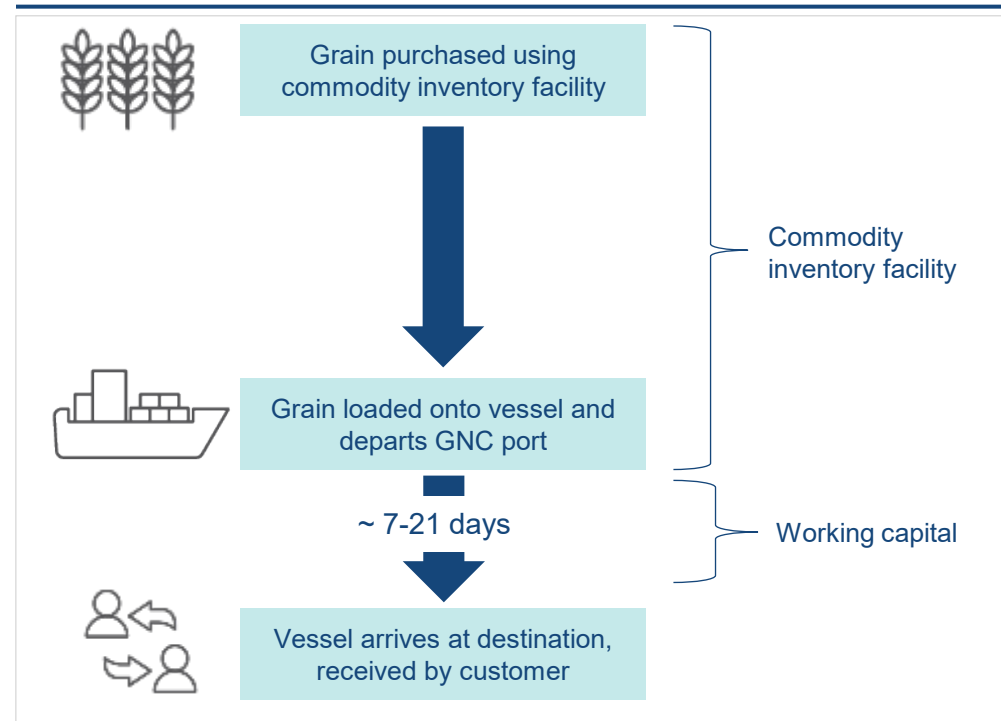 Grain purchased using
commodity inventory facility
Commodity
inventory facility
Grain loaded onto vessel and
departs GNC port
~ 7-21 days
Working capital
Vessel arrives at destination,
received by customer